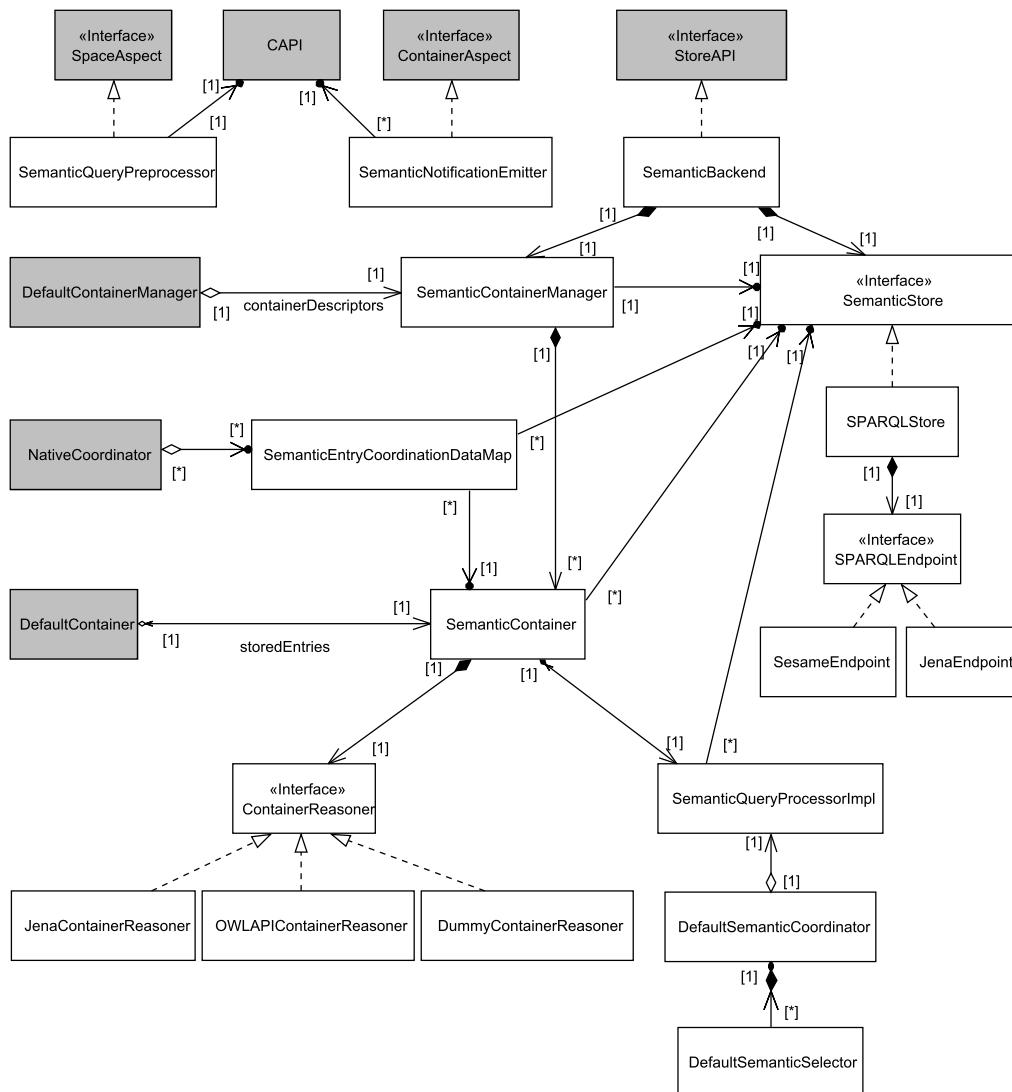 «Interface»
SpaceAspect
CAPI
«Interface»
ContainerAspect
«Interface»
StoreAPI
[1]
[1]
[1]
[*]
SemanticQueryPreprocessor
SemanticNotificationEmitter
SemanticBackend
[1]
[1]
[1]
[1]
DefaultContainerManager
[1]
[1]
containerDescriptors
SemanticContainerManager
[1]
[1]
«Interface»
SemanticStore
[1]
[1]
[1]
[1]
SPARQLStore
NativeCoordinator
[*]
[*]
SemanticEntryCoordinationDataMap
[*]
[1]
[1]
[*]
«Interface»
SPARQLEndpoint
[1]
[*]
[*]
DefaultContainer
[1]
[1]
storedEntries
SemanticContainer
SesameEndpoint
JenaEndpoint
[1]
[1]
[1]
[1]
[*]
«Interface»
ContainerReasoner
SemanticQueryProcessorImpl
[1]
[1]
JenaContainerReasoner
OWLAPIContainerReasoner
DummyContainerReasoner
DefaultSemanticCoordinator
[1]
[*]
DefaultSemanticSelector